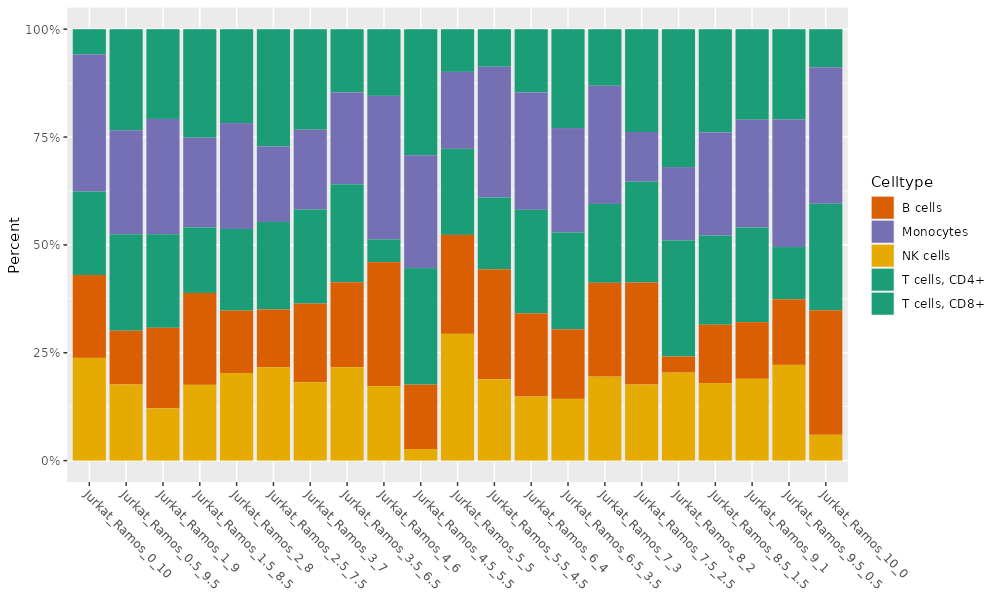 100%
75%
50%
25%
0%
Percent
Jurkat_Ramos_0_10
Jurkat_Ramos_0.5_9.5
Jurkat_Ramos_1_9
Jurkat_Ramos_1.5_8.5
Jurkat_Ramos_2_8
Jurkat_Ramos_2.5_7.5
Jurkat_Ramos_3_7
Jurkat_Ramos_3.5_6.5
Jurkat_Ramos_4_6
Jurkat_Ramos_4.5_5.5
Jurkat_Ramos_5_5
Jurkat_Ramos_5.5_4.5
Jurkat_Ramos_6_4
Jurkat_Ramos_6.5_3.5
Jurkat_Ramos_7_3
Jurkat_Ramos_7.5_2.5
Jurkat_Ramos_8_2
Jurkat_Ramos_8.5_1.5
Jurkat_Ramos_9_1
Jurkat_Ramos_9.5_0.5
Jurkat_Ramos_10_0
Celltype
B cells
Monocytes
NK cells
T cells, CD4+
T cells, CD8+